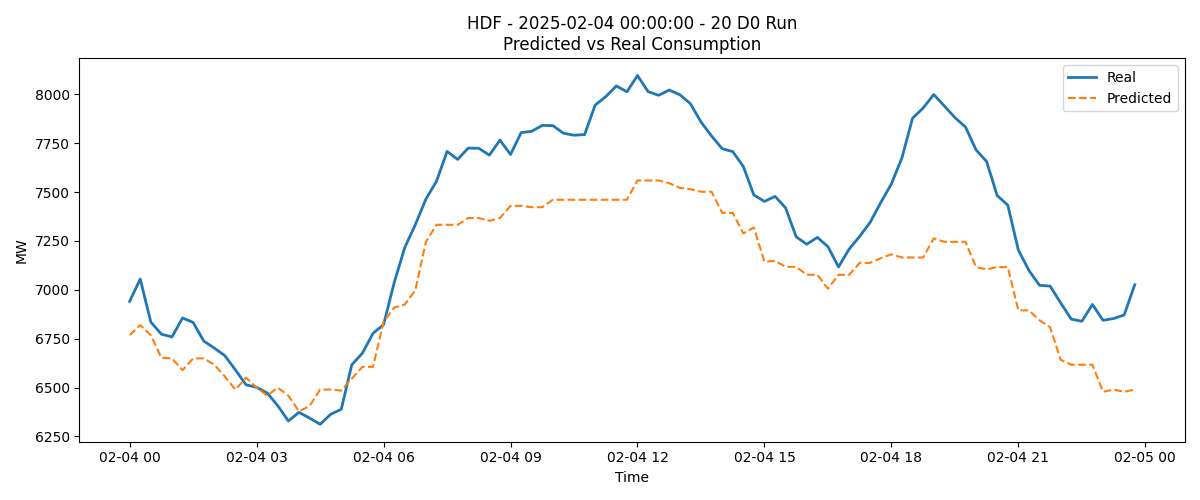 HDF - 2025-02-04 00:00:00 - 20 D0 Run
Predicted vs Real Consumption
Real
Predicted
MW
8000
7750
7500
7250
7000
6750
6500
6250
02-04 00
02-04 03
02-04 06
02-04 09
02-04 12
02-04 15
02-04 18
02-04 21
02-05 00
Time